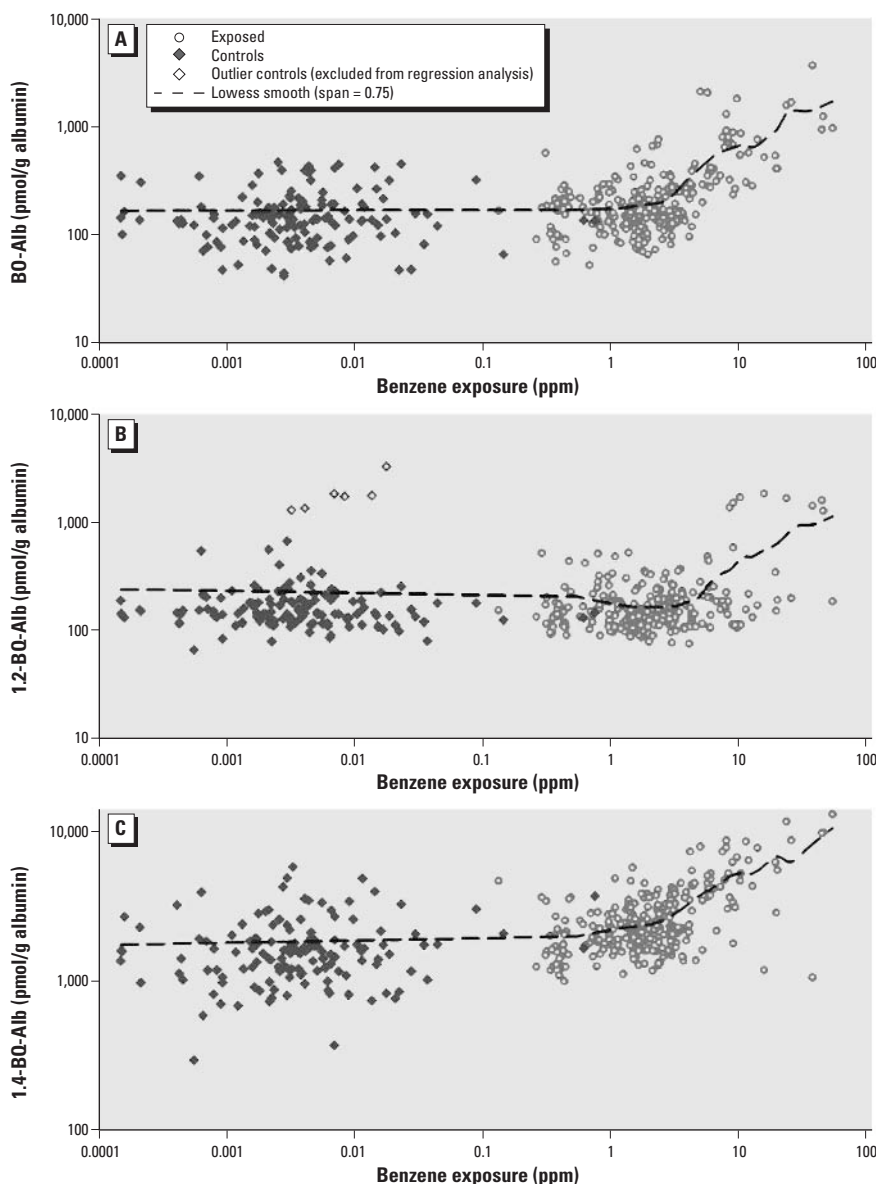 A
Exposed
Controls
Outlier controls (excluded from regression analysis)
Lowess smooth (span = 0.75)
10,000
1,000
100
10
BO-Alb (pmol/g albumin)
0.0001
0.001
0.01
0.1
1
10
100
Benzene exposure (ppm)
B
10,000
1,000
100
10
1.2-BQ-Alb (pmol/g albumin)
0.0001
0.001
0.01
0.1
1
10
100
Benzene exposure (ppm)
C
10,000
1,000
100
1.4-BQ-Alb (pmol/g albumin)
0.0001
0.001
0.01
0.1
1
10
100
Benzene exposure (ppm)